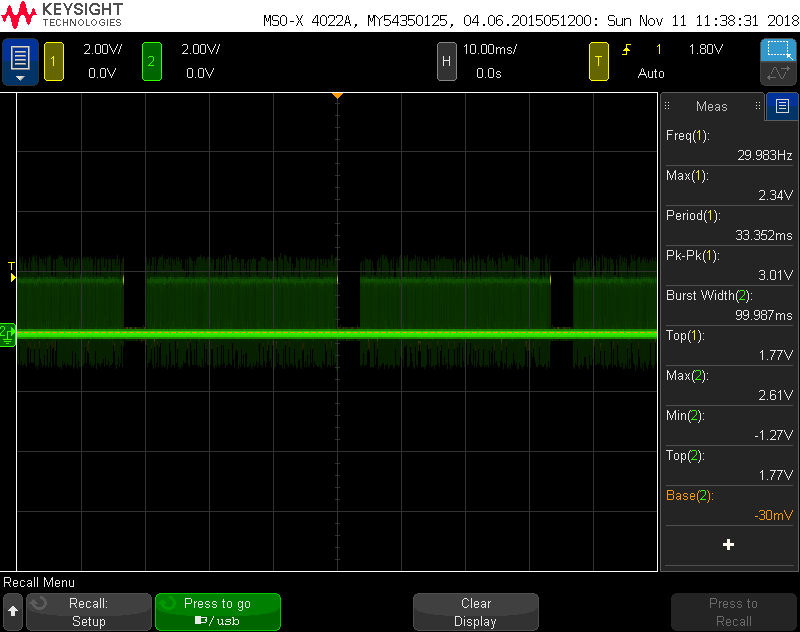 KEYSIGHT
TECHNOLOGIES
MSO-X 4022A, MY54350125, 04.06.2015051200: Sun Nov 11 11:38:31 2018
1
2.00V/
0.0V
2
2.00V/
0.0V
H
10.00ms/
0.0s
T
1
1.80V
Auto
Meas
Freq(1):
29.983Hz
Max(1):
2.34V
Period(1):
33.352ms
Pk-Pk(1):
3.01V
Burst Width(2):
99.987ms
Top(1):
1.77V
Max(2):
2.61V
Min(2):
-1.27V
Top(2):
1.77V
Base(2):
-30mV
T
2
Recall Menu
Recall:
Setup
Press to go
/usb
Clear
Display
Press to
Recall